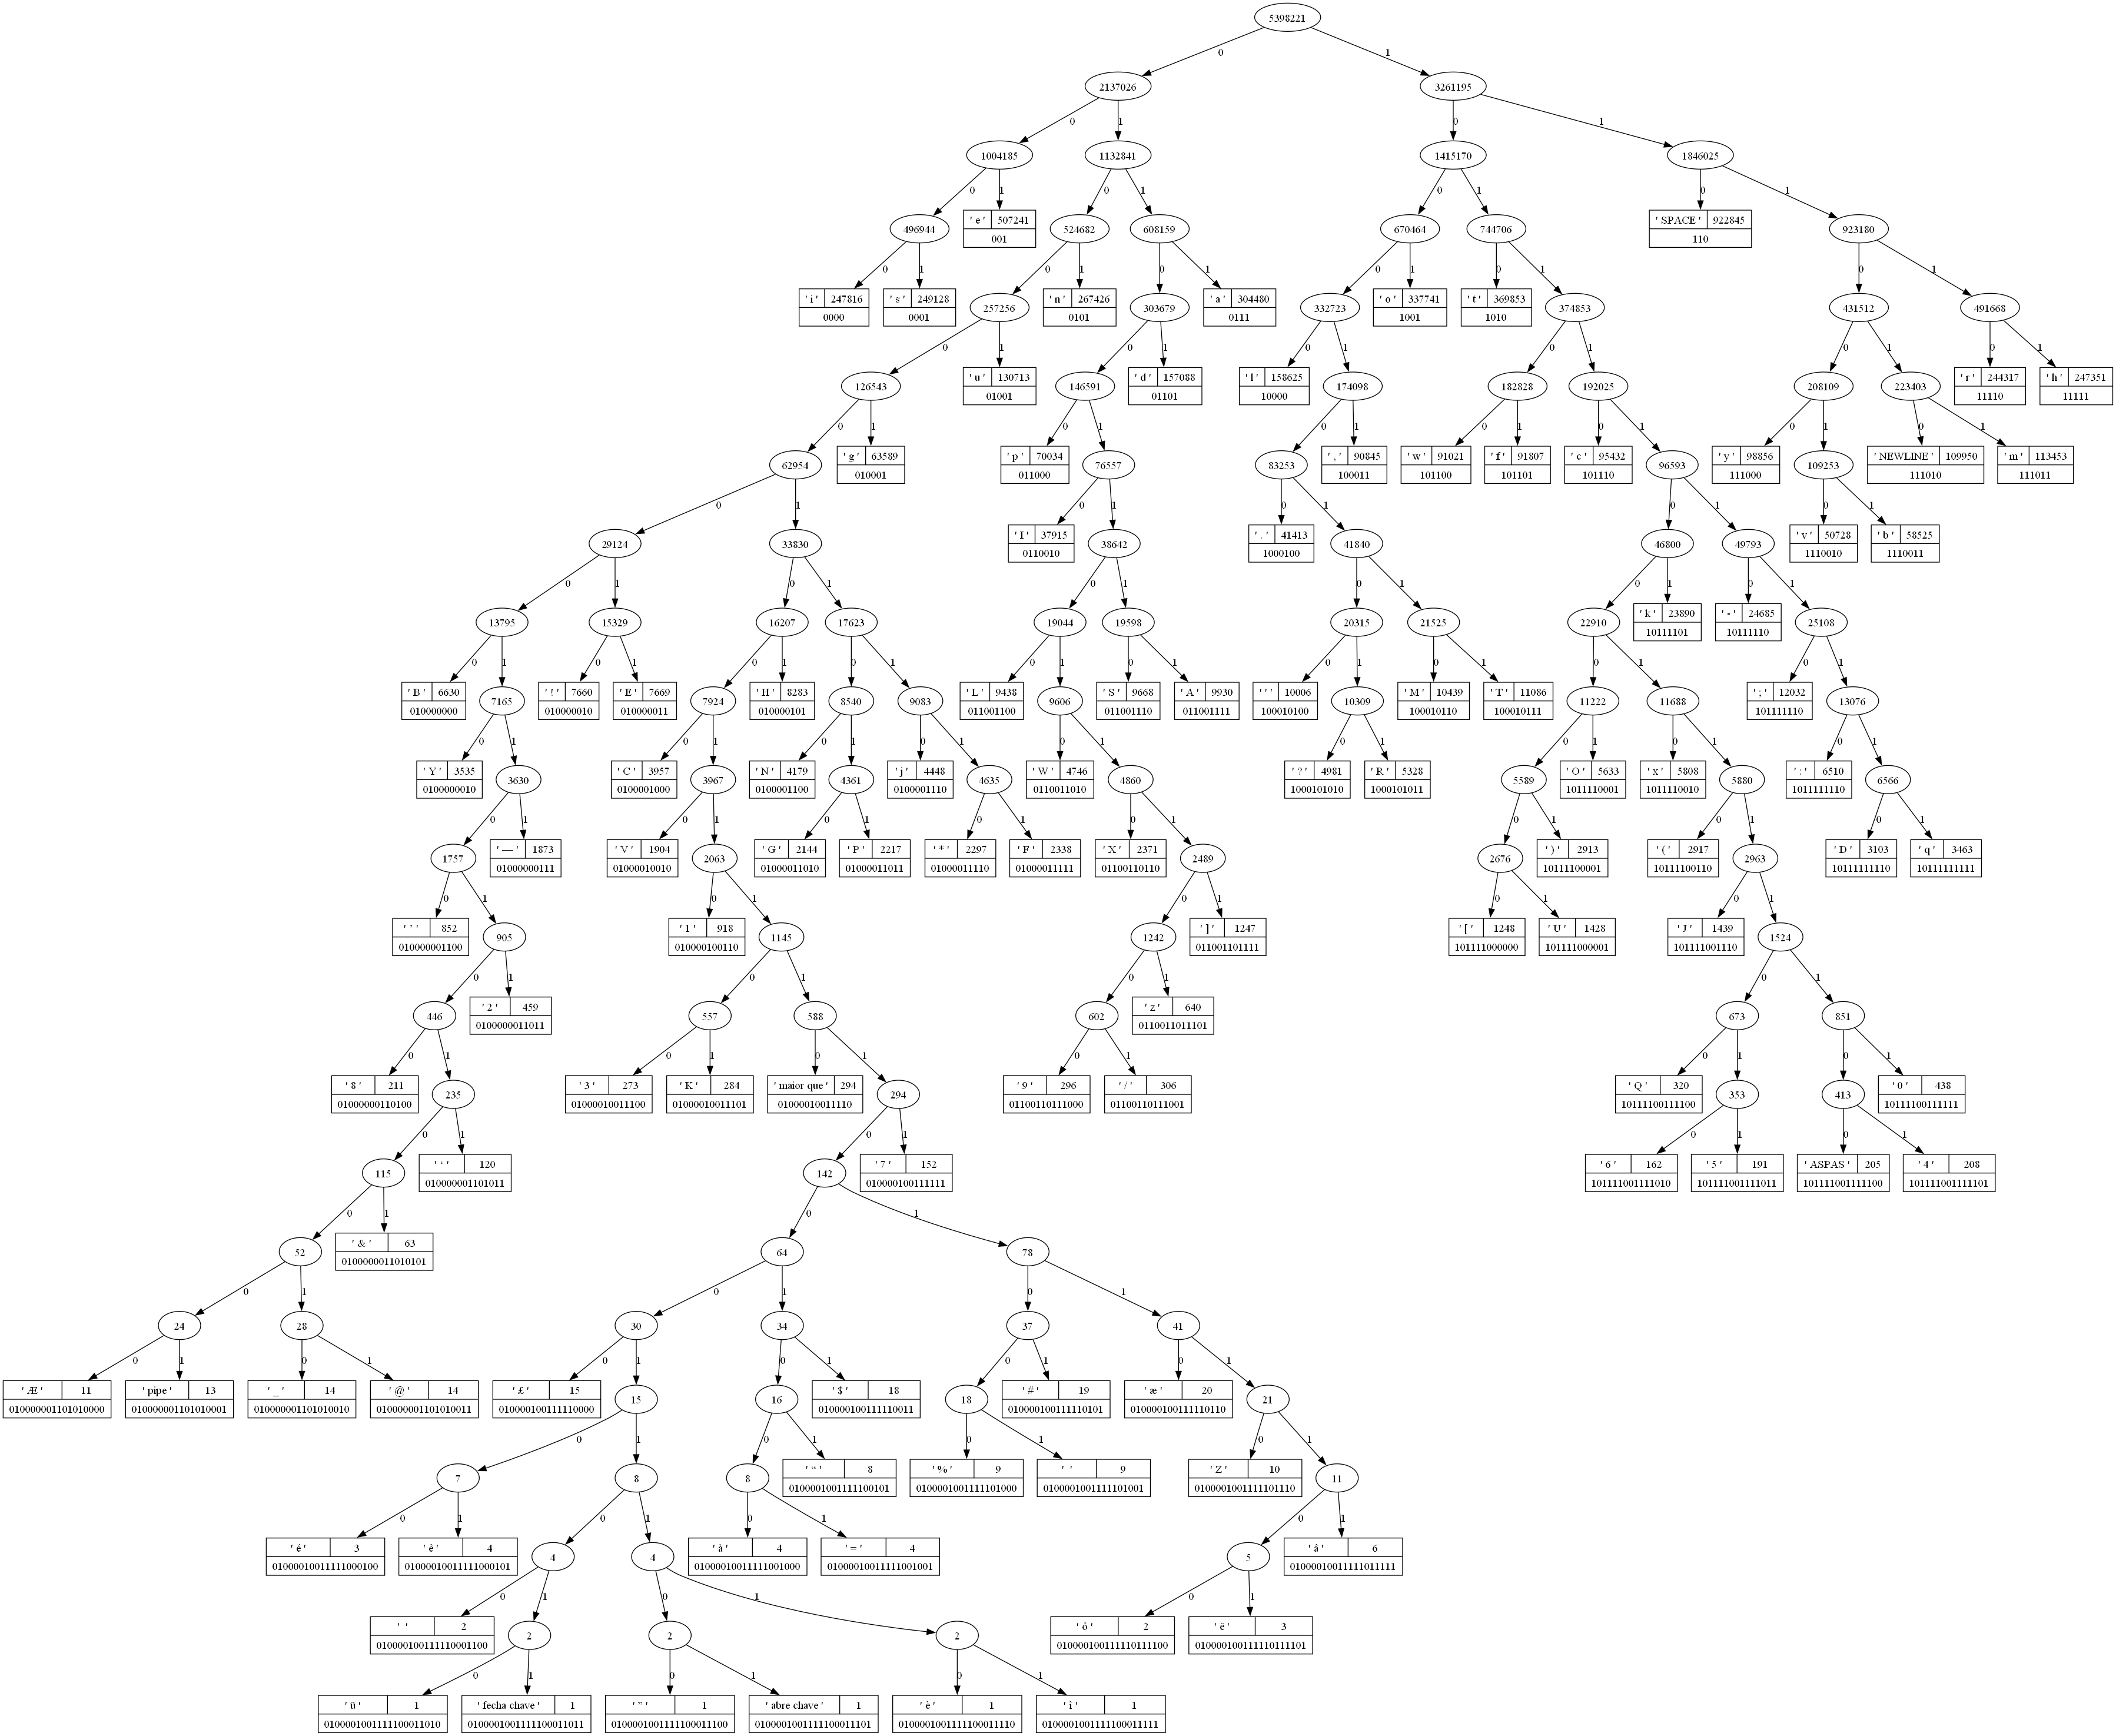 5398221
0 1
2137026 3261195
0 1 0 1
1004185 1132841 1415170 1846025
0 1 0 1 0 1 0 1
496944 ' e ' 507241 524682 608159 670464 744706 ' SPACE ' 922845 923180
001 110
0 1 0 1 0 1 0 1 0 1 0 1
' i ' 247816 ' s ' 249128 257256 ' n ' 267426 303679 ' a ' 304480 332723 ' o ' 337741 ' t ' 369853 374853 431512 491668
0000 0001 0101 0111 1001 1010
0 1 0 1 0 1 0 1 0 1 0 1
126543 ' u ' 130713 146591 ' d ' 157088 ' l ' 158625 174098 182828 192025 208109 223403 ' r ' 244317 ' h ' 247351
01001 01101 10000 11110 11111
0 1 0 1 0 1 0 1 0 1 0 1 0 1
62954 ' g ' 63589 ' p ' 70034 76557 83253 ' , ' 90845 ' w ' 91021 ' f ' 91807 ' c ' 95432 96593 ' y ' 98856 109253 ' NEWLINE ' 109950 ' m ' 113453
010001 011000 100011 101100 101101 101110 111000 111010 111011
0 1 0 1 0 1 0 1 0 1
29124 33830 ' I ' 37915 38642 ' . ' 41413 41840 46800 49793 ' v ' 50728 ' b ' 58525
0110010 1000100 1110010 1110011
0 1 0 1 0 1 0 1 0 1 0 1
13795 15329 16207 17623 19044 19598 20315 21525 22910 ' k ' 23890 ' - ' 24685 25108
10111101 10111110
0 1 0 1 0 1 0 1 0 1 0 1 0 1 0 1 0 1 0 1
' B ' 6630 7165 ' ! ' 7660 ' E ' 7669 7924 ' H ' 8283 8540 9083 ' L ' 9438 9606 ' S ' 9668 ' A ' 9930 ' ' ' 10006 10309 ' M ' 10439 ' T ' 11086 11222 11688 ' ; ' 12032 13076
010000000 010000010 010000011 010000101 011001100 011001110 011001111 100010100 100010110 100010111 101111110
0 1 0 1 0 1 0 1 0 1 0 1 0 1 0 1 0 1
' Y ' 3535 3630 ' C ' 3957 3967 ' N ' 4179 4361 ' j ' 4448 4635 ' W ' 4746 4860 ' ? ' 4981 ' R ' 5328 5589 ' O ' 5633 ' x ' 5808 5880 ' : ' 6510 6566
0100000010 0100001000 0100001100 0100001110 0110011010 1000101010 1000101011 1011110001 1011110010 1011111110
0 1 0 1 0 1 0 1 0 1 0 1 0 1 0 1
1757 ' — ' 1873 ' V ' 1904 2063 ' G ' 2144 ' P ' 2217 ' * ' 2297 ' F ' 2338 ' X ' 2371 2489 2676 ' ) ' 2913 ' ( ' 2917 2963 ' D ' 3103 ' q ' 3463
01000000111 01000010010 01000011010 01000011011 01000011110 01000011111 01100110110 10111100001 10111100110 10111111110 10111111111
0 1 0 1 0 1 0 1 0 1
852 905 ' 1 ' 918 1145 1242 ' ] ' 1247 ' [ ' 1248 ' U ' 1428 ' J ' 1439 1524
010000001100 010000100110 011001101111 101111000000 101111000001 101111001110
0 1 0 1 0 1 0 1
446 ' 2 ' 459 557 588 602 ' z ' 640 673 851
0100000011011 0110011011101
0 1 0 1 0 1 0 1 0 1 0 1
' 8 ' 211 235 ' 3 ' 273 ' K ' 284 ' maior que ' 294 294 ' 9 ' 296 ' / ' 306 ' Q ' 320 353 413 ' 0 ' 438
01000000110100 01000010011100 01000010011101 01000010011110 01100110111000 01100110111001 10111100111100 10111100111111
0 1 0 1 0 1 0 1
115 120 142 ' 7 ' 152 ' 6 ' 162 ' 5 ' 191 ' ASPAS ' 205 ' 4 ' 208
010000001101011 010000100111111 101111001111010 101111001111011 101111001111100 101111001111101
0 1 0 1
52 ' & ' 63 64 78
0100000011010101
0 1 0 1 0 1
24 28 30 34 37 41
0 1 0 1 0 1 0 1 0 1 0 1
' Æ ' 11 ' pipe ' 13 ' _ ' 14 ' @ ' 14 ' £ ' 15 15 16 ' $ ' 18 18 ' # ' 19 ' æ ' 20 21
010000001101010000 010000001101010001 010000001101010010 010000001101010011 010000100111110000 010000100111110011 010000100111110101 010000100111110110
0 1 0 1 0 1 0 1
7 8 8 8 ' % ' 9 9 ' Z ' 10 11
0100001001111100101 0100001001111101000 0100001001111101001 0100001001111101110
0 1 0 1 0 1 0 1
' é ' 3 ' ê ' 4 4 4 ' à ' 4 ' = ' 4 5 ' â ' 6
01000010011111000100 01000010011111000101 01000010011111001000 01000010011111001001 01000010011111011111
0 1 0 1 0 1
2 2 2 2 2 ' ë ' 3
010000100111110001100 010000100111110111100 010000100111110111101
0 1 0 1 0 1
' ü ' 1 ' fecha chave ' 1 ' ” ' 1 ' abre chave ' 1 ' è ' 1 ' î ' 1
0100001001111100011010 0100001001111100011011 0100001001111100011100 0100001001111100011101 0100001001111100011110 0100001001111100011111